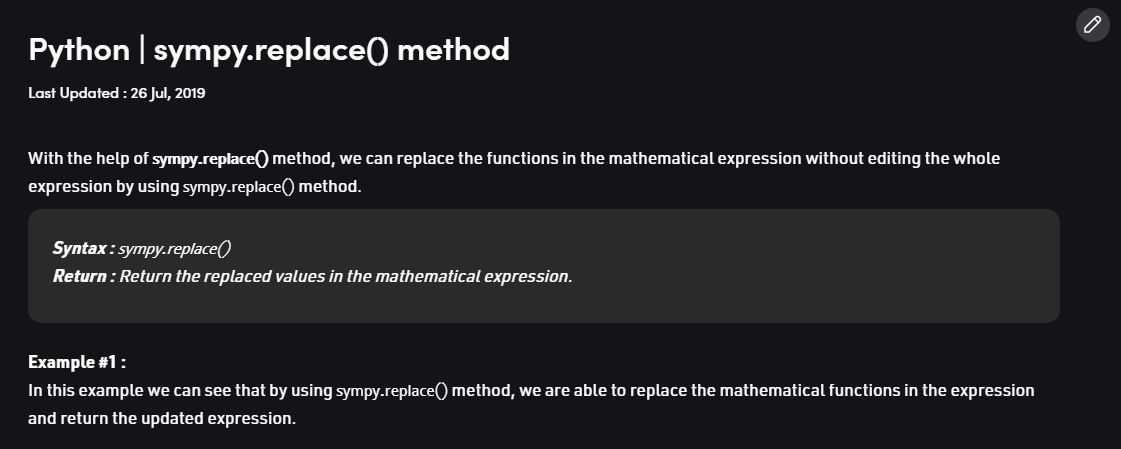 Python | sympy.replace() method
Last Updated : 26 Jul, 2019
With the help of sympy.replace() method, we can replace the functions in the mathematical expression without editing the whole
expression by using sympy.replace() method.
Syntax : sympy.replace()
Return : Return the replaced values in the mathematical expression.
Example #1 :
In this example we can see that by using sympy.replace() method, we are able to replace the mathematical functions in the expression
and return the updated expression.